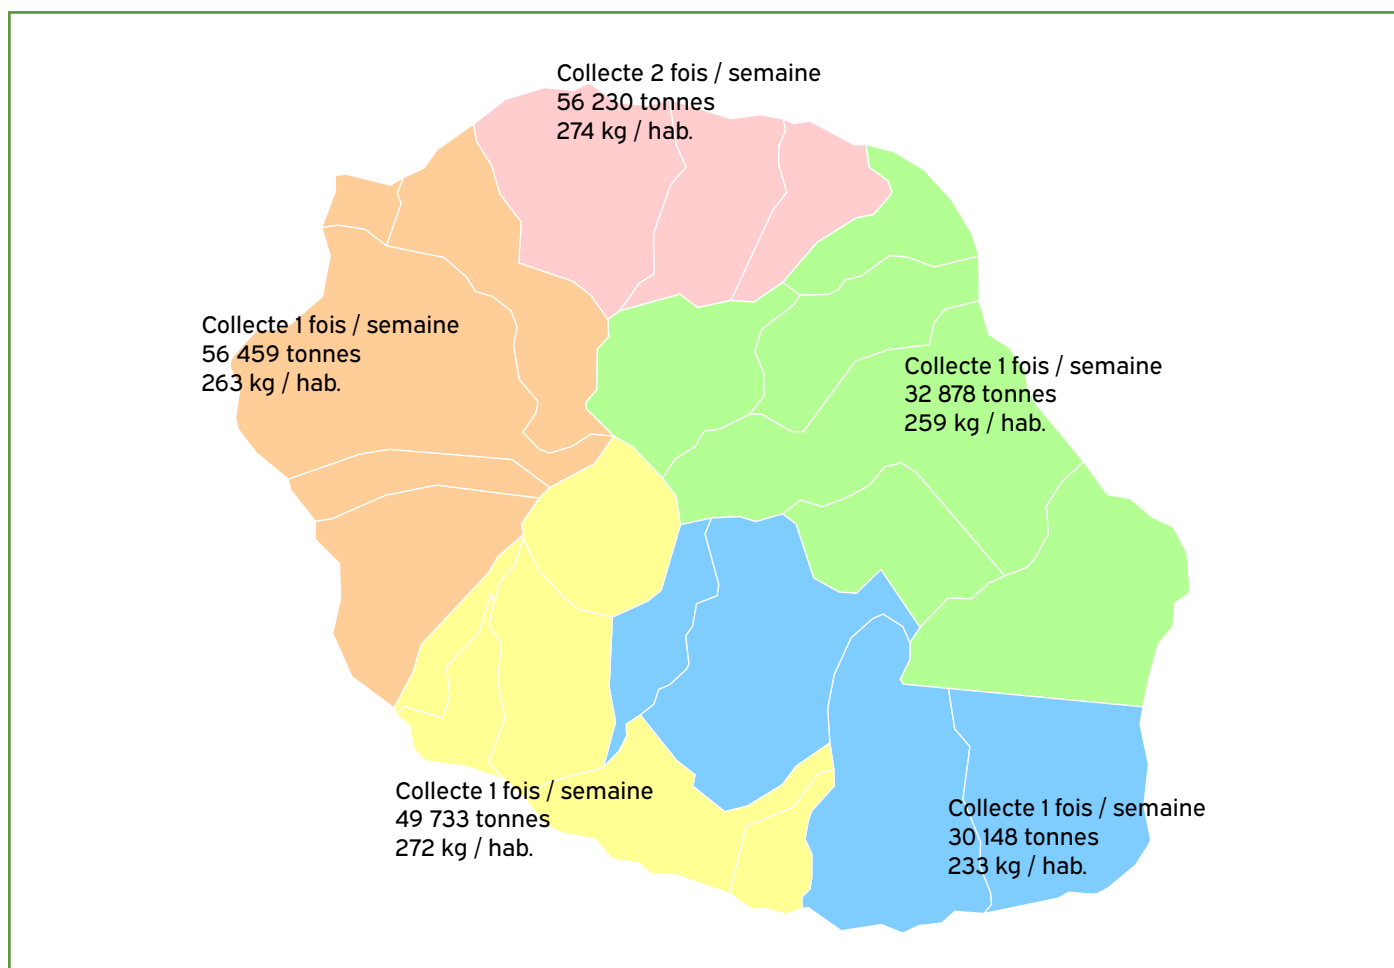 Collecte 2 fois / semaine
56 230 tonnes
274 kg / hab.
Collecte 1 fois / semaine
56 459 tonnes
263 kg / hab.
Collecte 1 fois / semaine
32 878 tonnes
259 kg / hab.
Collecte 1 fois / semaine
49 733 tonnes
272 kg / hab.
Collecte 1 fois / semaine
30 148 tonnes
233 kg / hab.